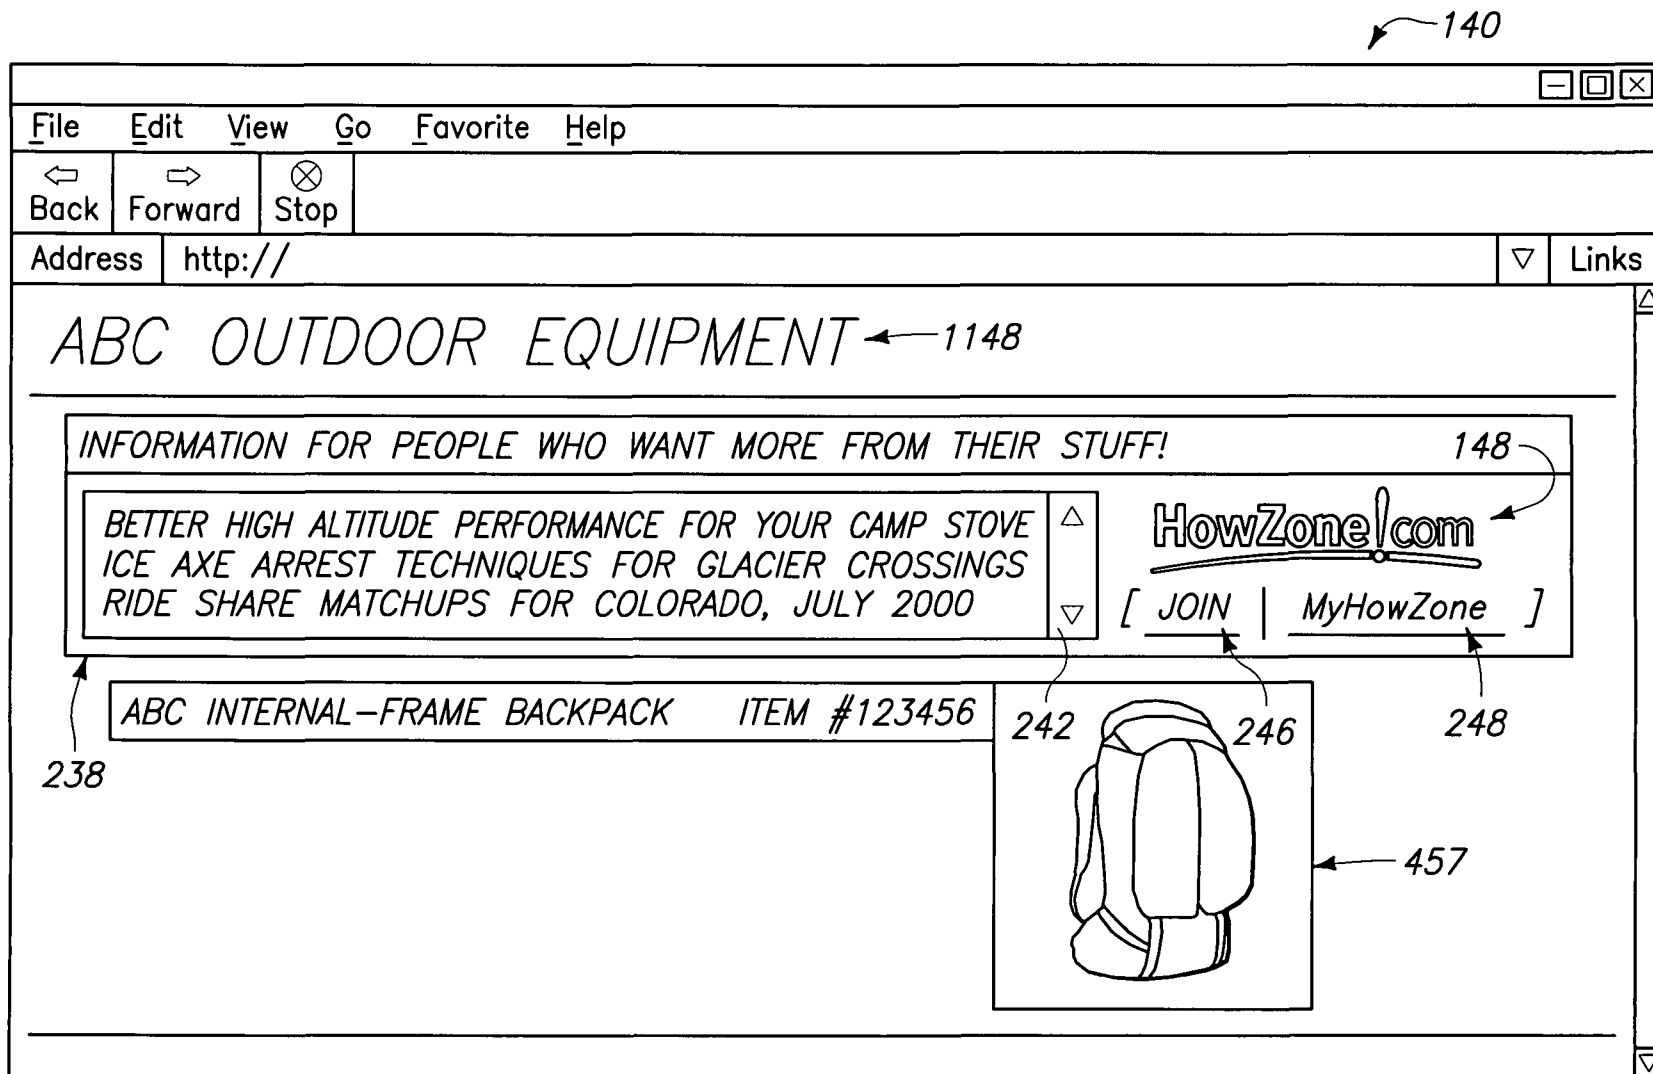 140
File Edit View Go Favorite Help
Back Forward Stop
Address http:// Links
ABC OUTDOOR EQUIPMENT 1148
INFORMATION FOR PEOPLE WHO WANT MORE FROM THEIR STUFF! 148
BETTER HIGH ALTITUDE PERFORMANCE FOR YOUR CAMP STOVE
ICE AXE ARREST TECHNIQUES FOR GLACIER CROSSINGS
RIDE SHARE MATCHUPS FOR COLORADO, JULY 2000
HowZone!com
[ JOIN | MyHowZone ]
ABC INTERNAL-FRAME BACKPACK ITEM #123456
242 246 248
238
457